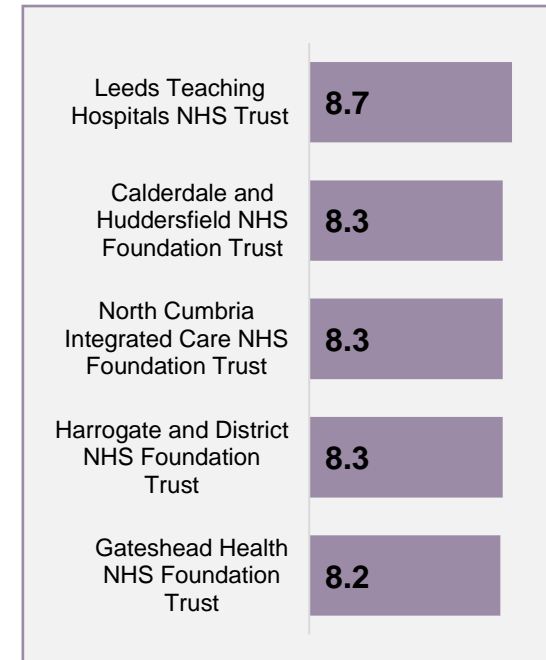 Leeds Teaching
Hospitals NHS Trust
8.7
Calderdale and
Huddersfield NHS
Foundation Trust
8.3
North Cumbria
Integrated Care NHS
Foundation Trust
8.3
Harrogate and District
NHS Foundation
Trust
8.3
Gateshead Health
NHS Foundation
Trust
8.2